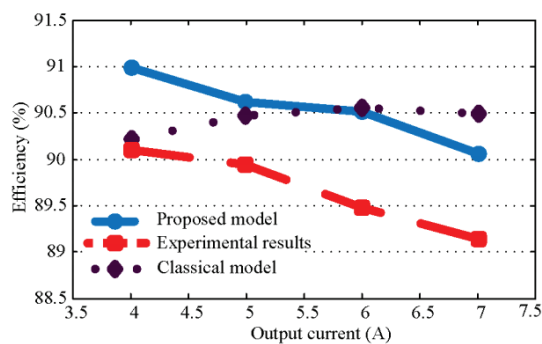 91.5
91
90.5
90
89.5
89
88.5
Efficiency (%)
Proposed model
Experimental results
Classical model
3.5 4 4.5 5 5.5 6 6.5 7 7.5
Output current (A)